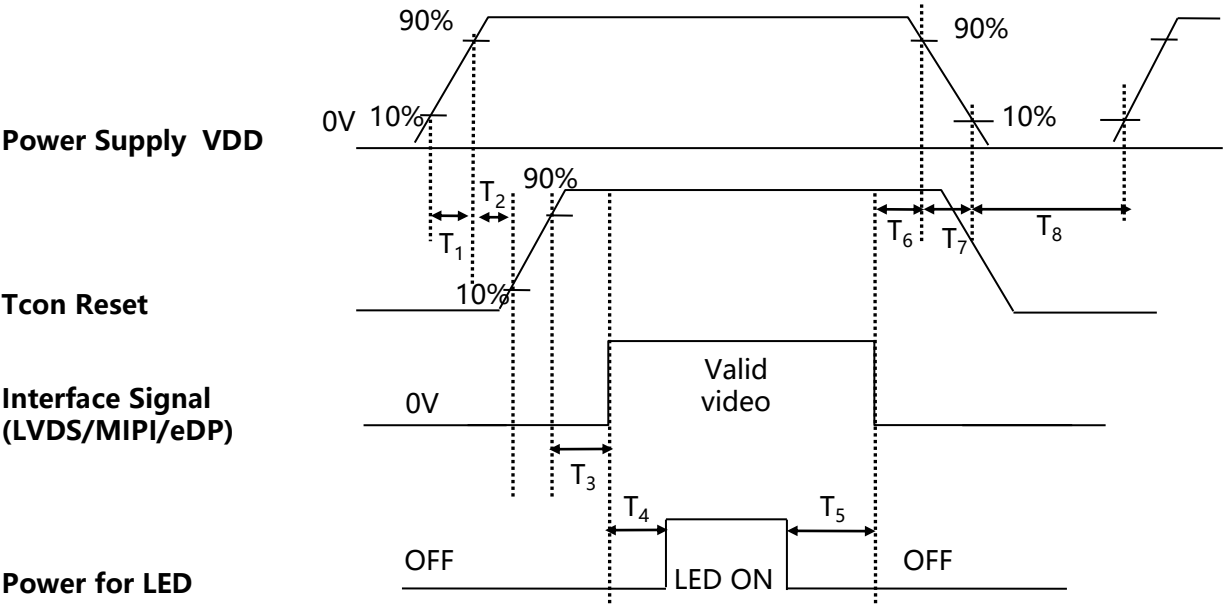 90%
90%
0V 10%
10%
Power Supply VDD
T2
90%
T1
T6
T7
T8
10%
Tcon Reset
Interface Signal
(LVDS/MIPI/eDP)
0V
Valid
video
T3
T4
T5
OFF
OFF
Power for LED
LED ON